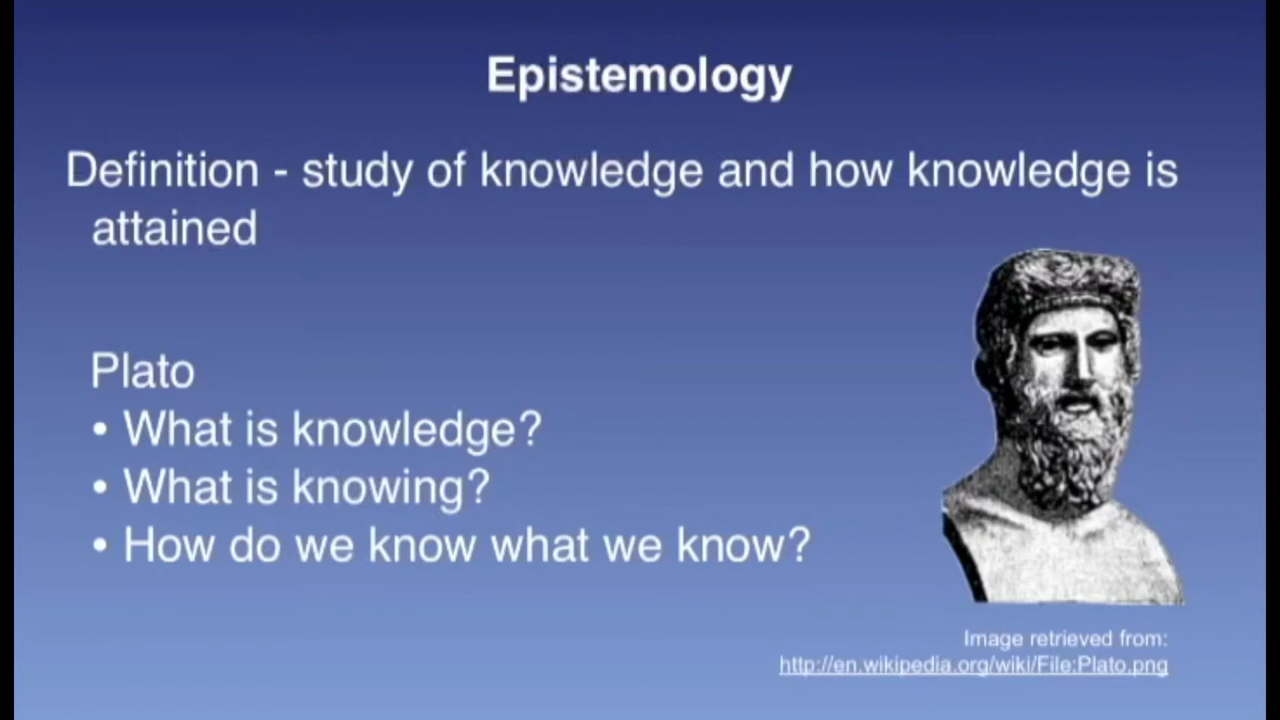 Epistemology
Definition - study of knowledge and how knowledge is
attained
Plato
• What is knowledge?
• What is knowing?
• How do we know what we know?
Image retrieved from:
http://en.wikipedia.org/wiki/File:Plato.png